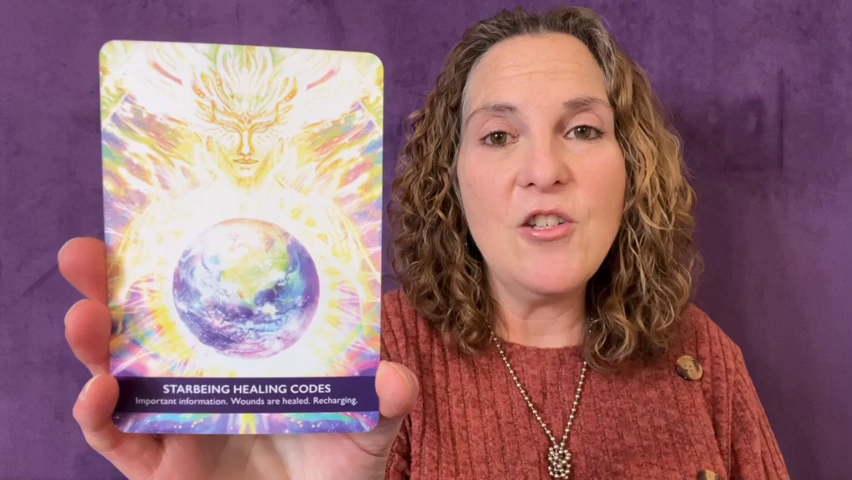 STARBEING HEALING CODES
Important information. Wounds are healed. Recharging.